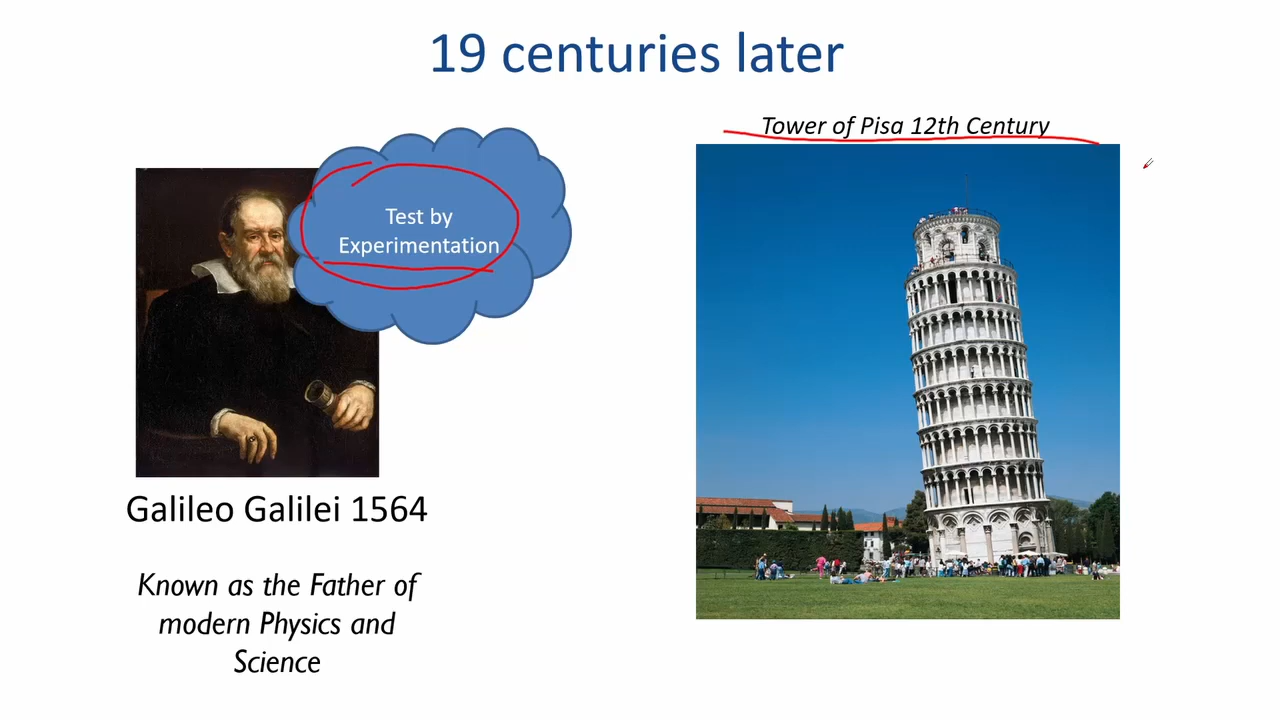 19 centuries later
Tower of Pisa 12th Century
Test by
Experimentation
Galileo Galilei 1564
Known as the Father of
modern Physics and
Science